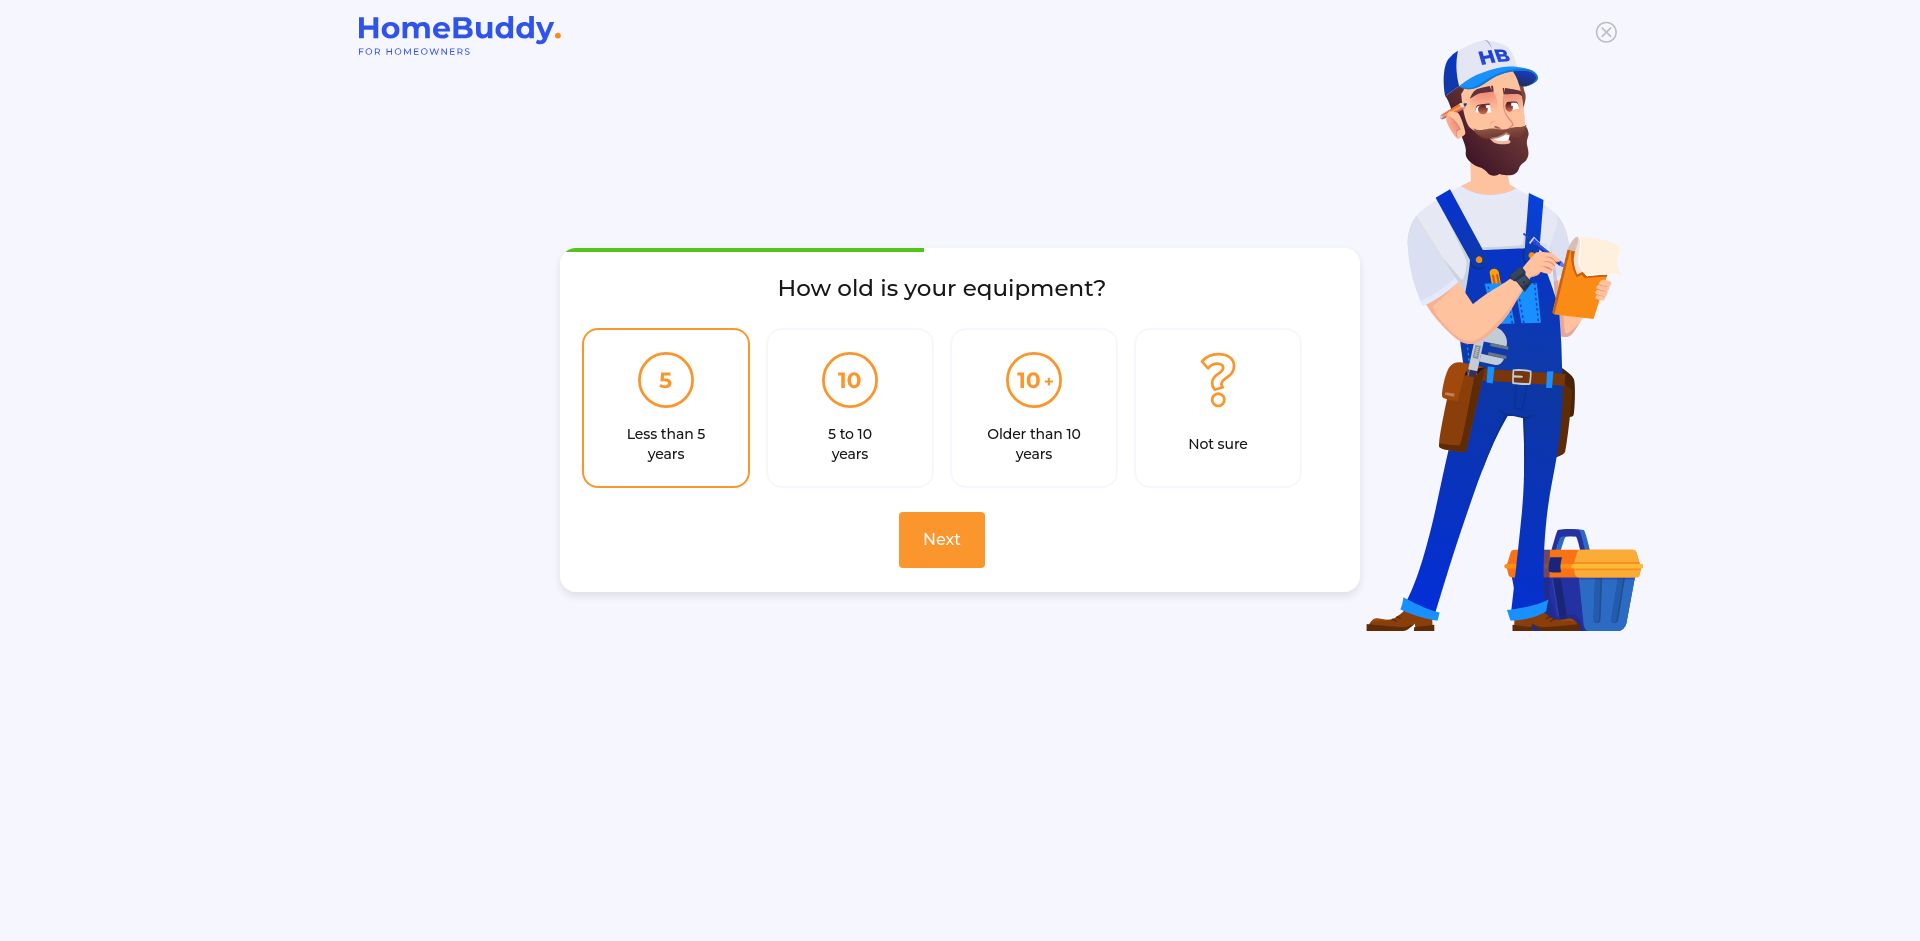 HomeBuddy.
FOR HOMEOWNERS
HB
How old is your equipment?
5
Less than 5
years
10
5 to 10
years
10+
Older than 10
years
?
Not sure
Next